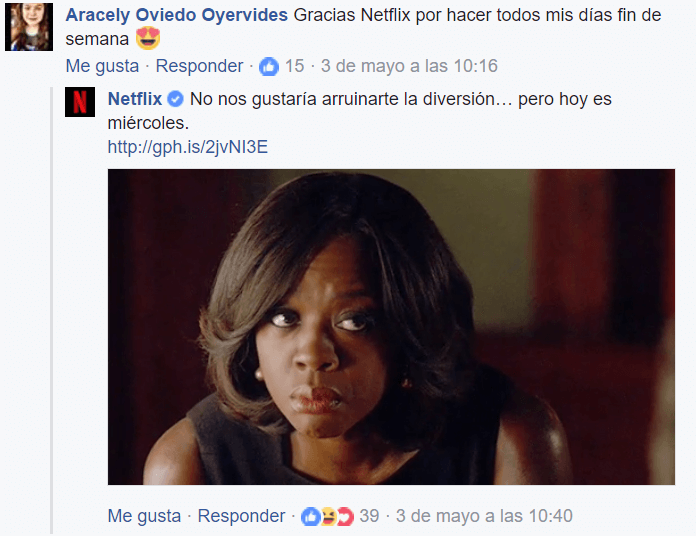 Aracely Oviedo Oyervides Gracias Netflix por hacer todos mis días fin de
semana 😍
Me gusta · Responder · 15 · 3 de mayo a las 10:16
N
Netflix No nos gustaría arruinarte la diversión... pero hoy es
miércoles.
http://gph.is/2jvNI3E
Me gusta · Responder · 39 · 3 de mayo a las 10:40